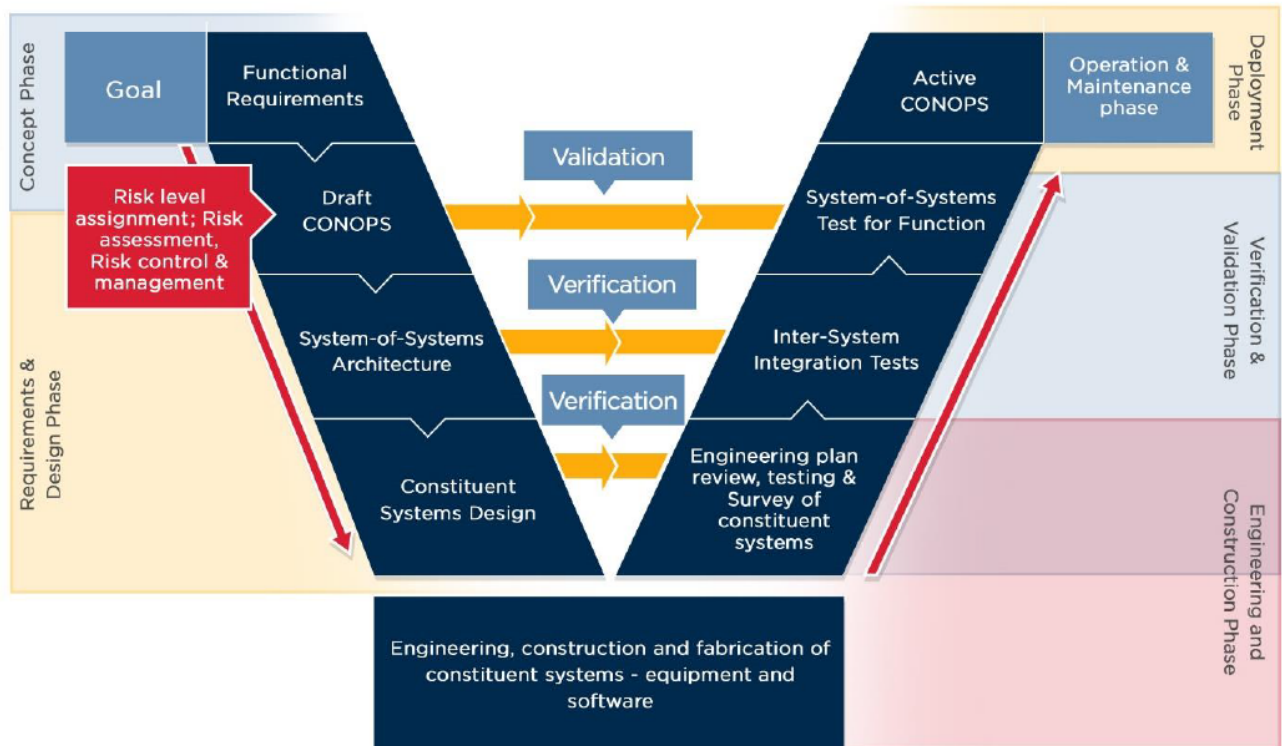 Concept Phase
Goal
Functional
Requirements
Active
CONOPS
Operation &
Maintenance
phase
Deployment
Phase
Risk level
assignment; Risk
assessment,
Risk control &
management
Draft
CONOPS
Validation
System-of-Systems
Test for Function
Requirements &
Design Phase
System-of-Systems
Architecture
Verification
Inter-System
Integration Tests
Verification &
Validation Phase
Constituent
Systems Design
Verification
Engineering plan
review, testing &
Survey of
constituent
systems
Engineering and
Construction Phase
Engineering, construction and fabrication of
constituent systems - equipment and
software